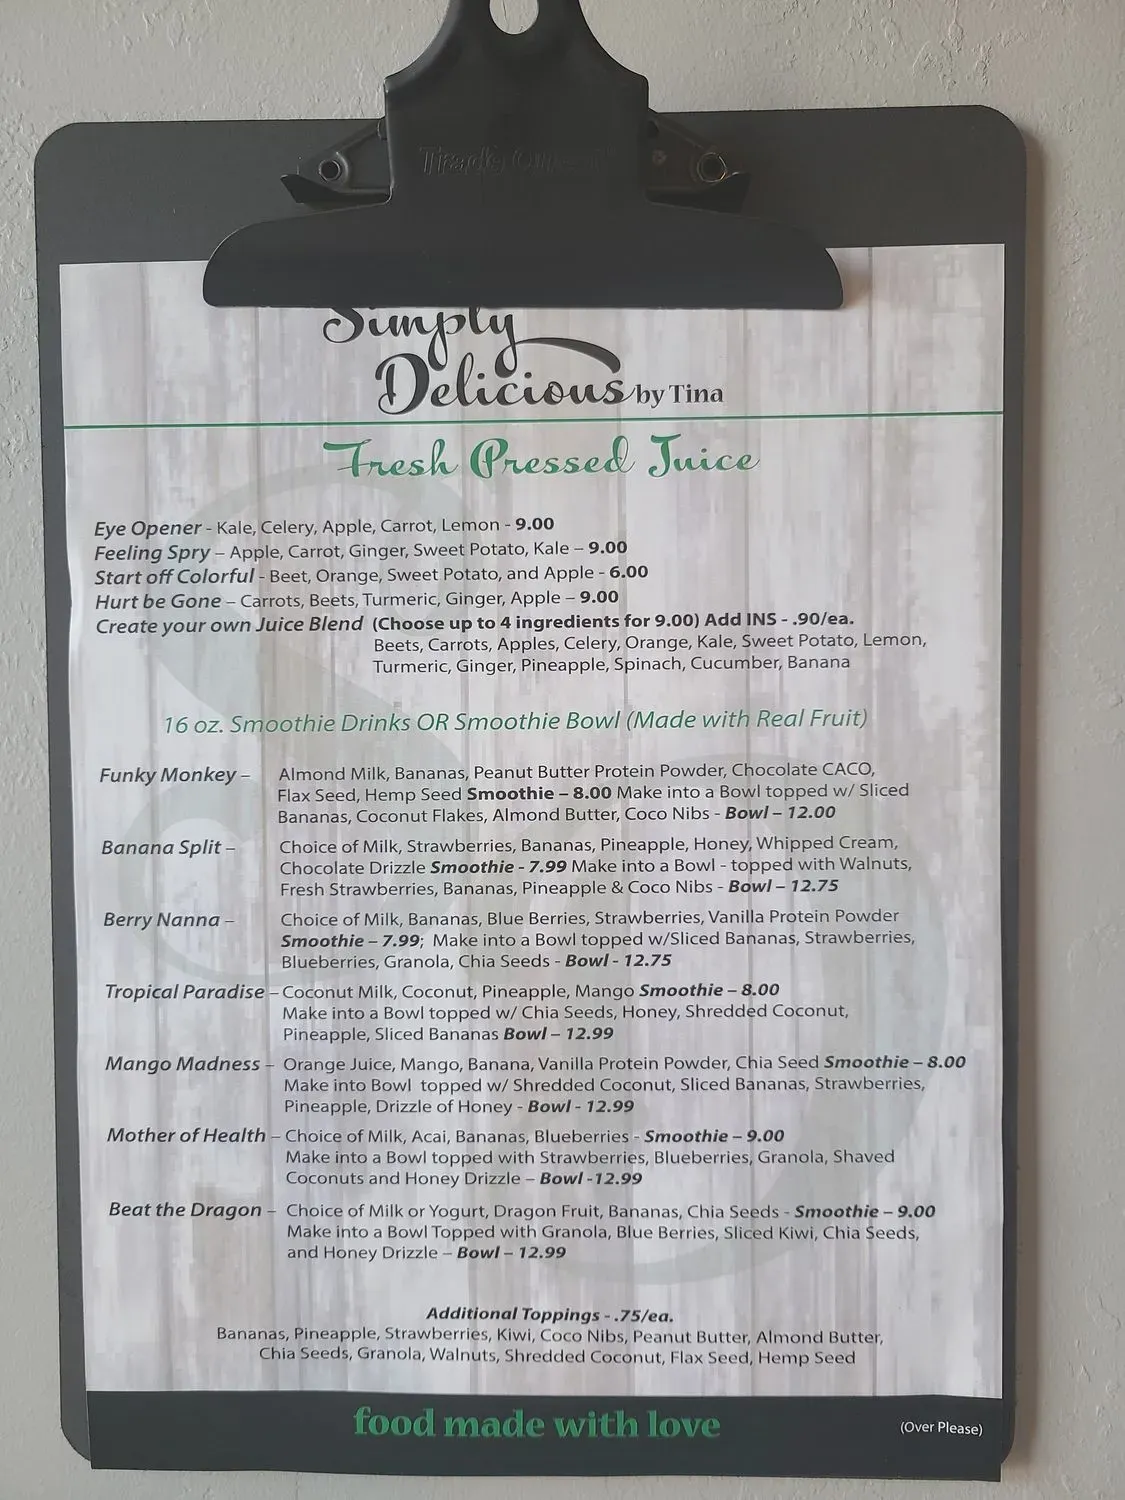 Simply
Delicious by Tina
Fresh Pressed Juice
Eye Opener - Kale, Celery, Apple, Carrot, Lemon - 9.00
Feeling Spry – Apple, Carrot, Ginger, Sweet Potato, Kale – 9.00
Start off Colorful - Beet, Orange, Sweet Potato, and Apple - 6.00
Hurt be Gone – Carrots, Beets, Turmeric, Ginger, Apple – 9.00
Create your own Juice Blend (Choose up to 4 ingredients for 9.00) Add INS - .90/ea.
Beets, Carrots, Apples, Celery, Orange, Kale, Sweet Potato, Lemon,
Turmeric, Ginger, Pineapple, Spinach, Cucumber, Banana
16 oz. Smoothie Drinks OR Smoothie Bowl (Made with Real Fruit)
Funky Monkey – Almond Milk, Bananas, Peanut Butter Protein Powder, Chocolate CACO,
Flax Seed, Hemp Seed Smoothie – 8.00 Make into a Bowl topped w/ Sliced
Bananas, Coconut Flakes, Almond Butter, Coco Nibs - Bowl – 12.00
Banana Split – Choice of Milk, Strawberries, Bananas, Pineapple, Honey, Whipped Cream,
Chocolate Drizzle Smoothie - 7.99 Make into a Bowl - topped with Walnuts,
Fresh Strawberries, Bananas, Pineapple & Coco Nibs - Bowl – 12.75
Berry Nanna – Choice of Milk, Bananas, Blue Berries, Strawberries, Vanilla Protein Powder
Smoothie – 7.99; Make into a Bowl topped w/Sliced Bananas, Strawberries,
Blueberries, Granola, Chia Seeds - Bowl - 12.75
Tropical Paradise – Coconut Milk, Coconut, Pineapple, Mango Smoothie – 8.00
Make into a Bowl topped w/ Chia Seeds, Honey, Shredded Coconut,
Pineapple, Sliced Bananas Bowl – 12.99
Mango Madness – Orange Juice, Mango, Banana, Vanilla Protein Powder, Chia Seed Smoothie – 8.00
Make into Bowl topped w/ Shredded Coconut, Sliced Bananas, Strawberries,
Pineapple, Drizzle of Honey - Bowl - 12.99
Mother of Health – Choice of Milk, Acai, Bananas, Blueberries - Smoothie – 9.00
Make into a Bowl topped with Strawberries, Blueberries, Granola, Shaved
Coconuts and Honey Drizzle – Bowl -12.99
Beat the Dragon – Choice of Milk or Yogurt, Dragon Fruit, Bananas, Chia Seeds - Smoothie – 9.00
Make into a Bowl Topped with Granola, Blue Berries, Sliced Kiwi, Chia Seeds,
and Honey Drizzle – Bowl – 12.99
Additional Toppings - .75/ea.
Bananas, Pineapple, Strawberries, Kiwi, Coco Nibs, Peanut Butter, Almond Butter,
Chia Seeds, Granola, Walnuts, Shredded Coconut, Flax Seed, Hemp Seed
food made with love
(Over Please)